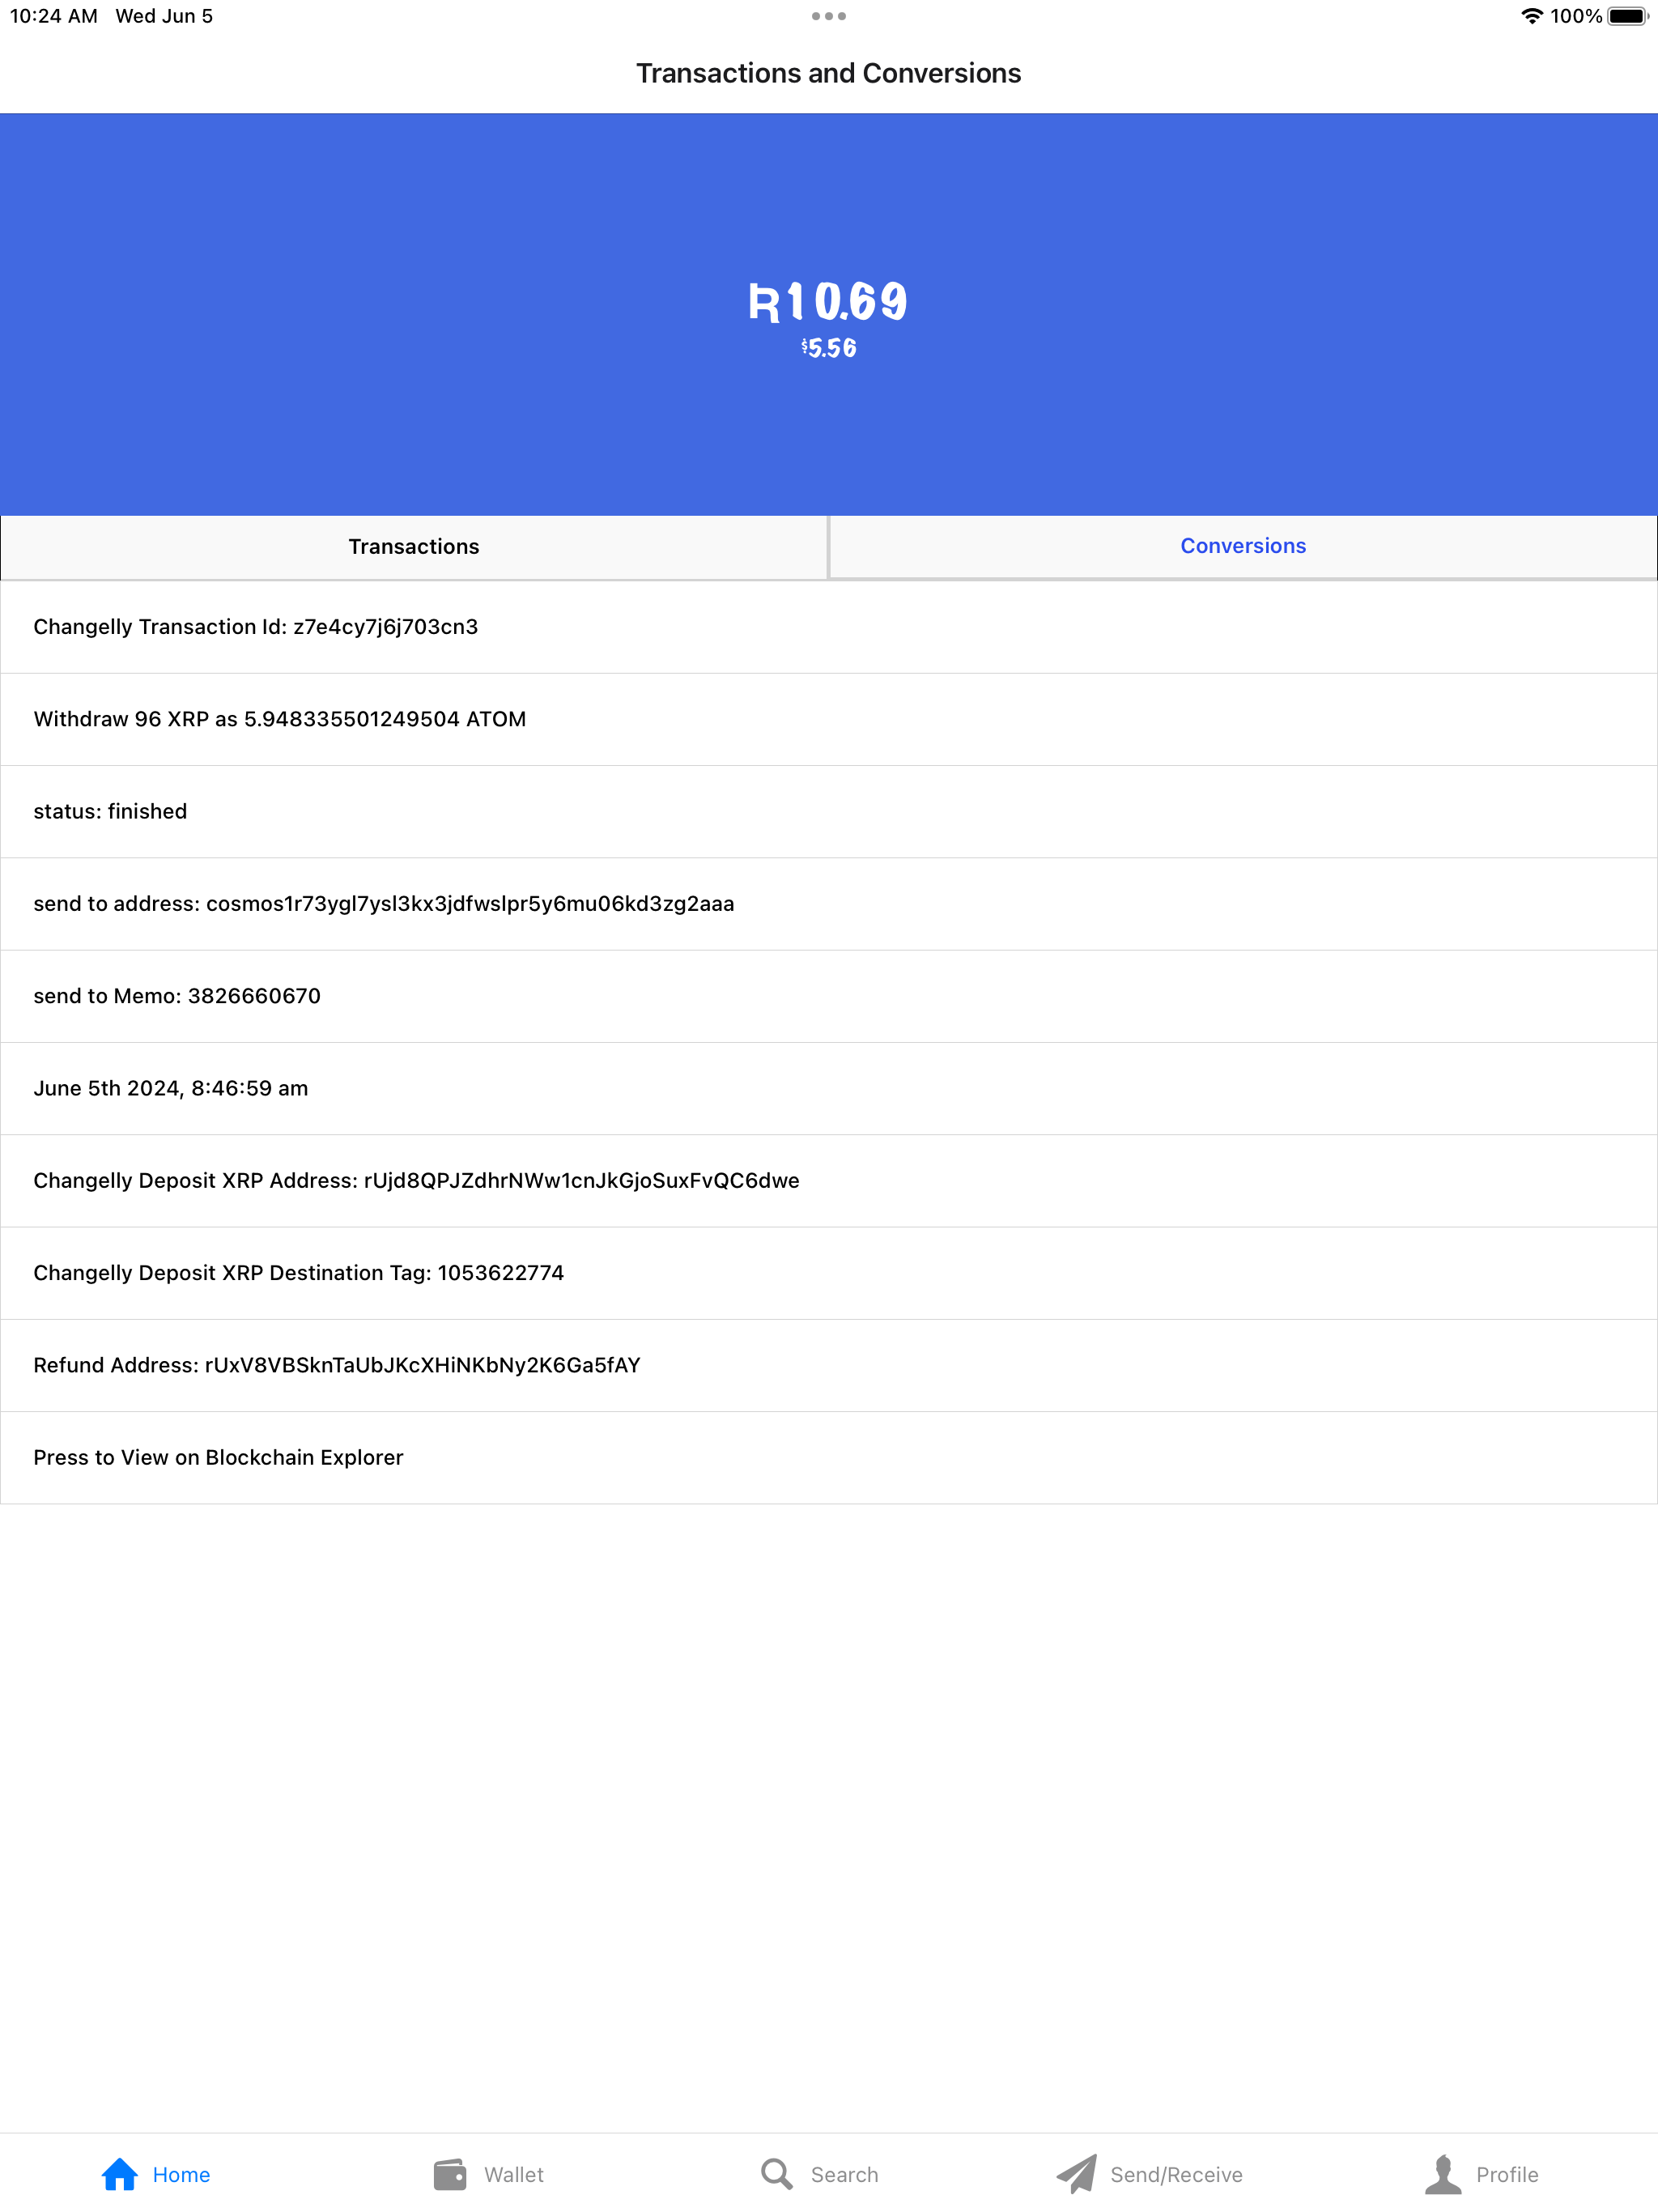 10:24 AM Wed Jun 5 100%
Transactions and Conversions
R10.69
$5.56
Transactions Conversions
Changelly Transaction Id: z7e4cy7j6j703cn3
Withdraw 96 XRP as 5.948335501249504 ATOM
status: finished
send to address: cosmos1r73ygl7ysl3kx3jdfwslpr5y6mu06kd3zg2aaa
send to Memo: 3826660670
June 5th 2024, 8:46:59 am
Changelly Deposit XRP Address: rUjd8QPJZdhrNWw1cnJkGjoSuxFvQC6dwe
Changelly Deposit XRP Destination Tag: 1053622774
Refund Address: rUxV8VBSknTaUbJKcXHiNKbNy2K6Ga5fAY
Press to View on Blockchain Explorer
Home Wallet Search Send/Receive Profile